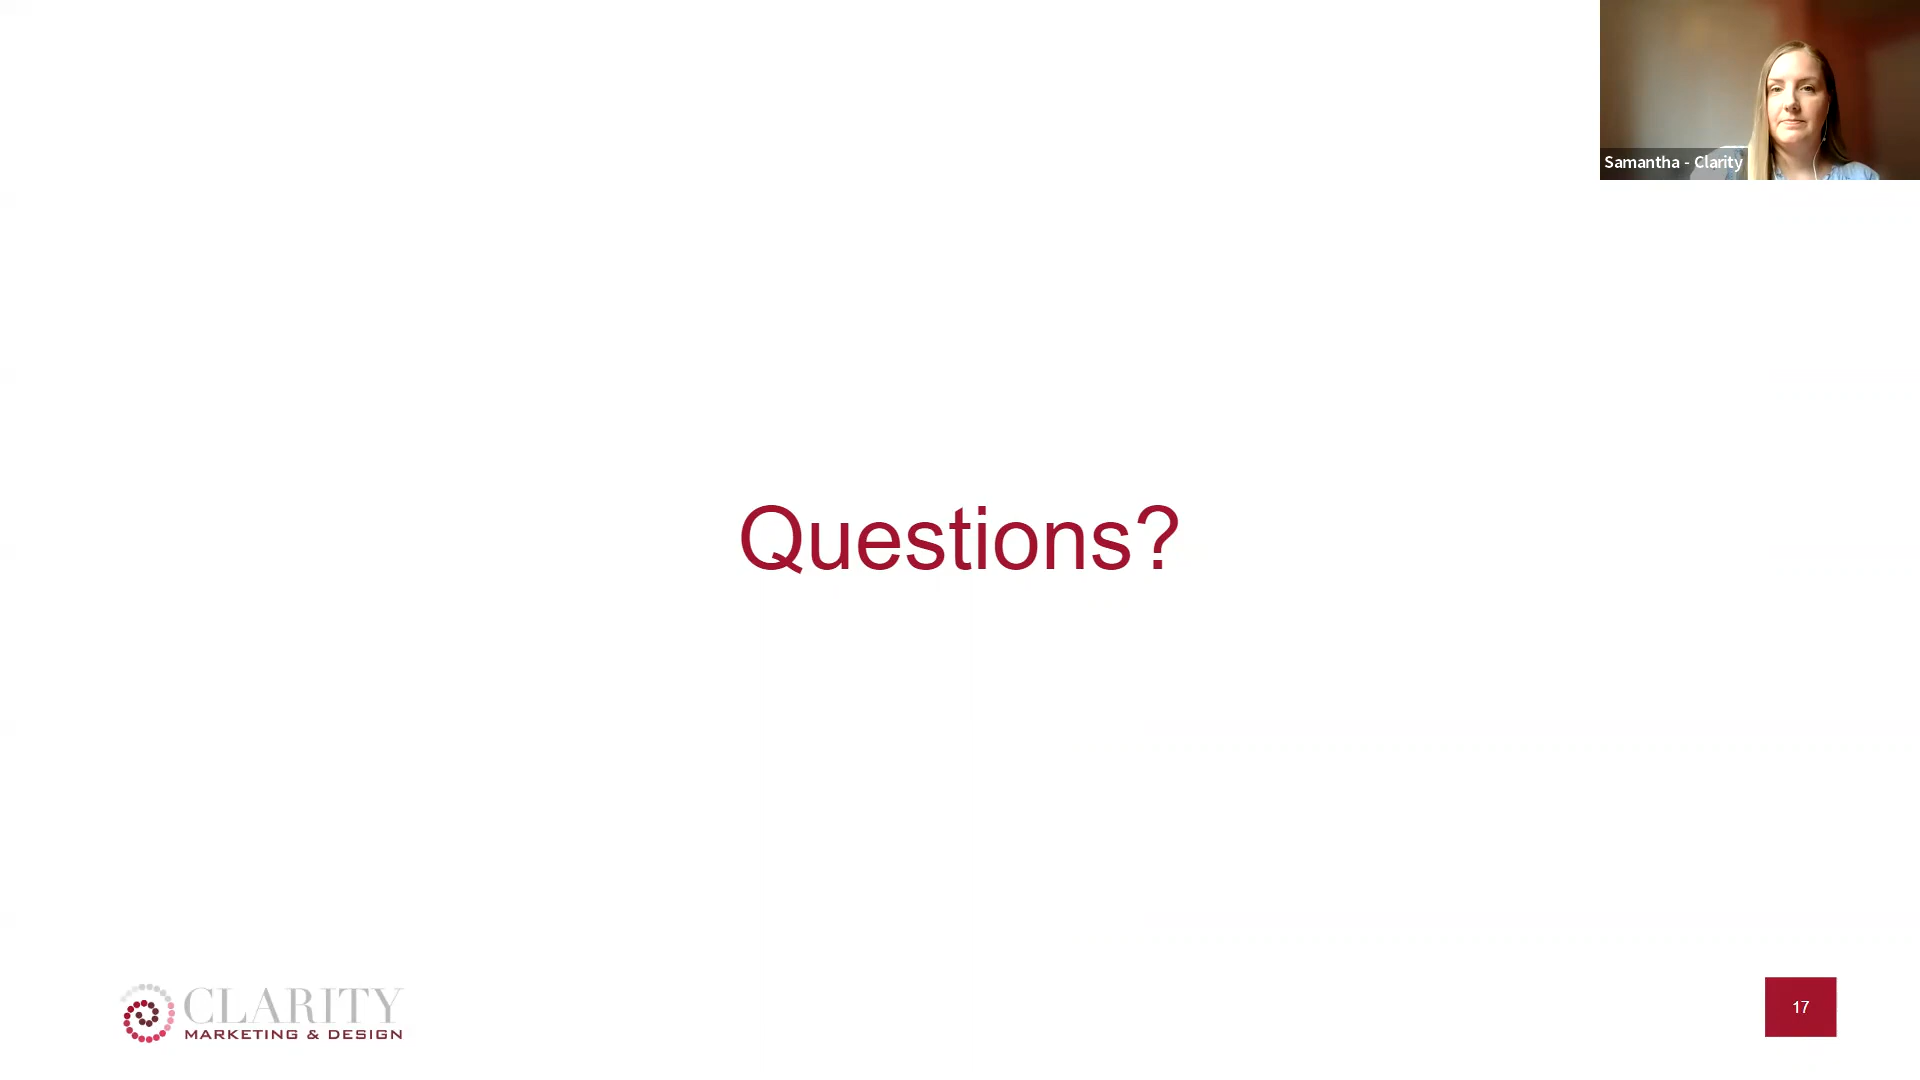 Samantha - Clarity
Questions?
CLARITY
MARKETING & DESIGN
17